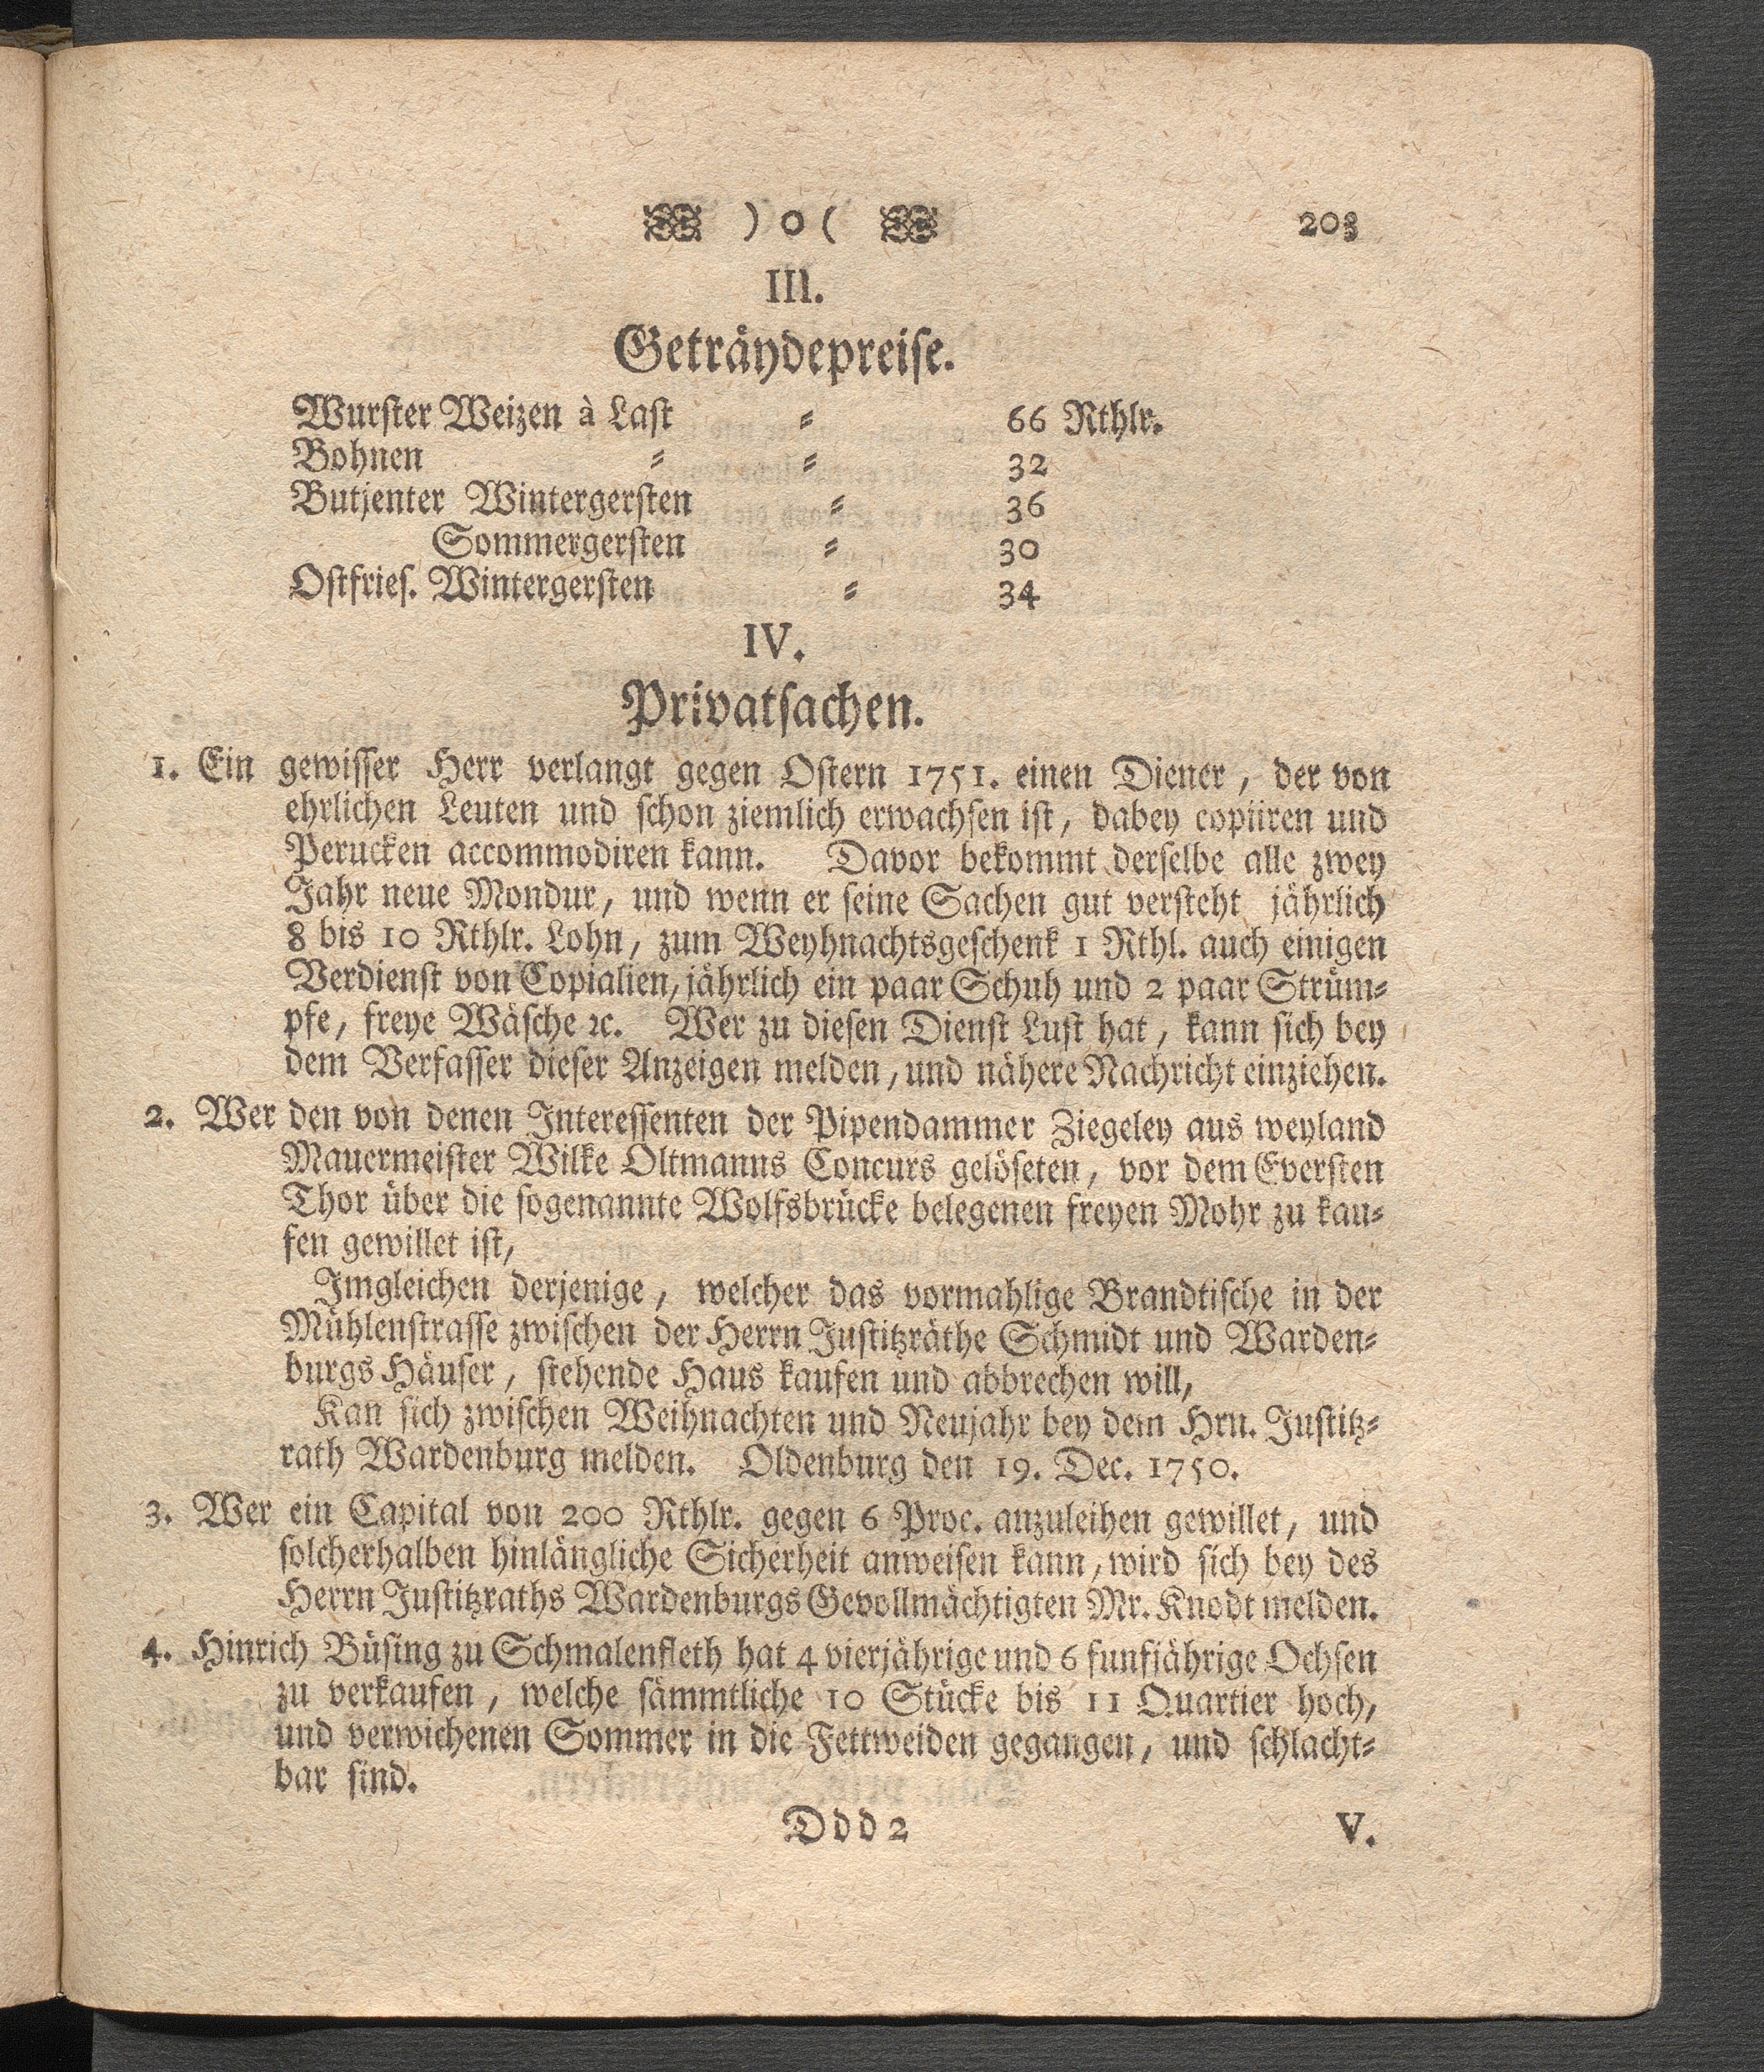 ) o ( 203
III.
Geträydepreise.
Wurster Weizen à Last = 66 Rthlr.
Bohnen = = 32
Butjenter Wintergersten = 36
Sommergersten = 30
Ostfries. Wintergersten = 34
IV.
Privatsachen.
1. Ein gewisser Herr verlangt gegen Ostern 1751. einen Diener, der von
ehrlichen Leuten und schon ziemlich erwachsen ist, dabey copiiren und
Perucken accommodiren kann. Davor bekommt derselbe alle zwey
Jahr neue Mondur, und wenn er seine Sachen gut versteht jährlich
8 bis 10 Rthlr. Lohn, zum Weyhnachtsgeschenk 1 Rthl. auch einigen
Verdienst von Copialien, jährlich ein paar Schuh und 2 paar Strüm=
pfe, freye Wäsche ꝛc. Wer zu diesen Dienst Lust hat, kann sich bey
dem Verfasser dieser Anzeigen melden, und nähere Nachricht einziehen.
2. Wer den von denen Interessenten der Pipendammer Ziegeley aus weyland
Mauermeister Wilke Oltmanns Concurs gelöseten, vor dem Eversten
Thor über die sogenannte Wolfsbrücke belegenen freyen Mohr zu kau=
fen gewillet ist,
Imgleichen derjenige, welcher das vormahlige Brandtische in der
Mühlenstrasse zwischen der Herrn Justitzräthe Schmidt und Warden=
burgs Häuser, stehende Haus kaufen und abbrechen will,
Kan sich zwischen Weihnachten und Neujahr bey dem Hrn. Justitz=
rath Wardenburg melden. Oldenburg den 19. Dec. 1750.
3. Wer ein Capital von 200 Rthlr. gegen 6 Proc. anzuleihen gewillet, und
solcherhalben hinlängliche Sicherheit anweisen kann, wird sich bey des
Herrn Justitzraths Wardenburgs Gevollmächtigten Mr. Knodt melden.
4. Hinrich Büsing zu Schmalenfleth hat 4 vierjährige und 6 funfjährige Ochsen
zu verkaufen, welche sämmtliche 10 Stücke bis 11 Quartier hoch,
und verwichenen Sommer in die Fettweiden gegangen, und schlacht=
bar sind.
Ddd 2 V.